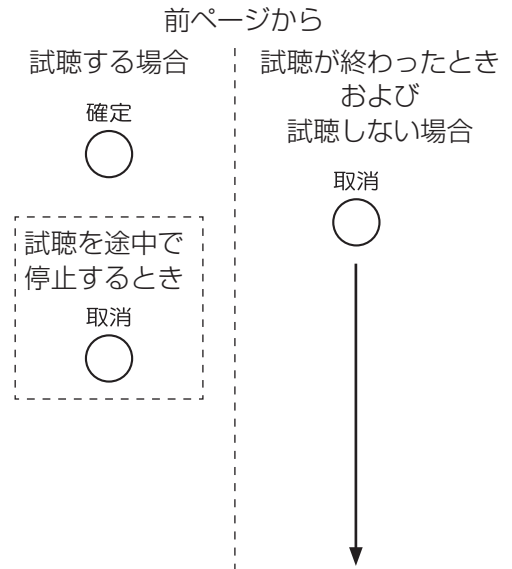 前ページから
試聴する場合
確定
試聴を途中で
停止するとき
取消
試聴が終わったとき
および
試聴しない場合
取消